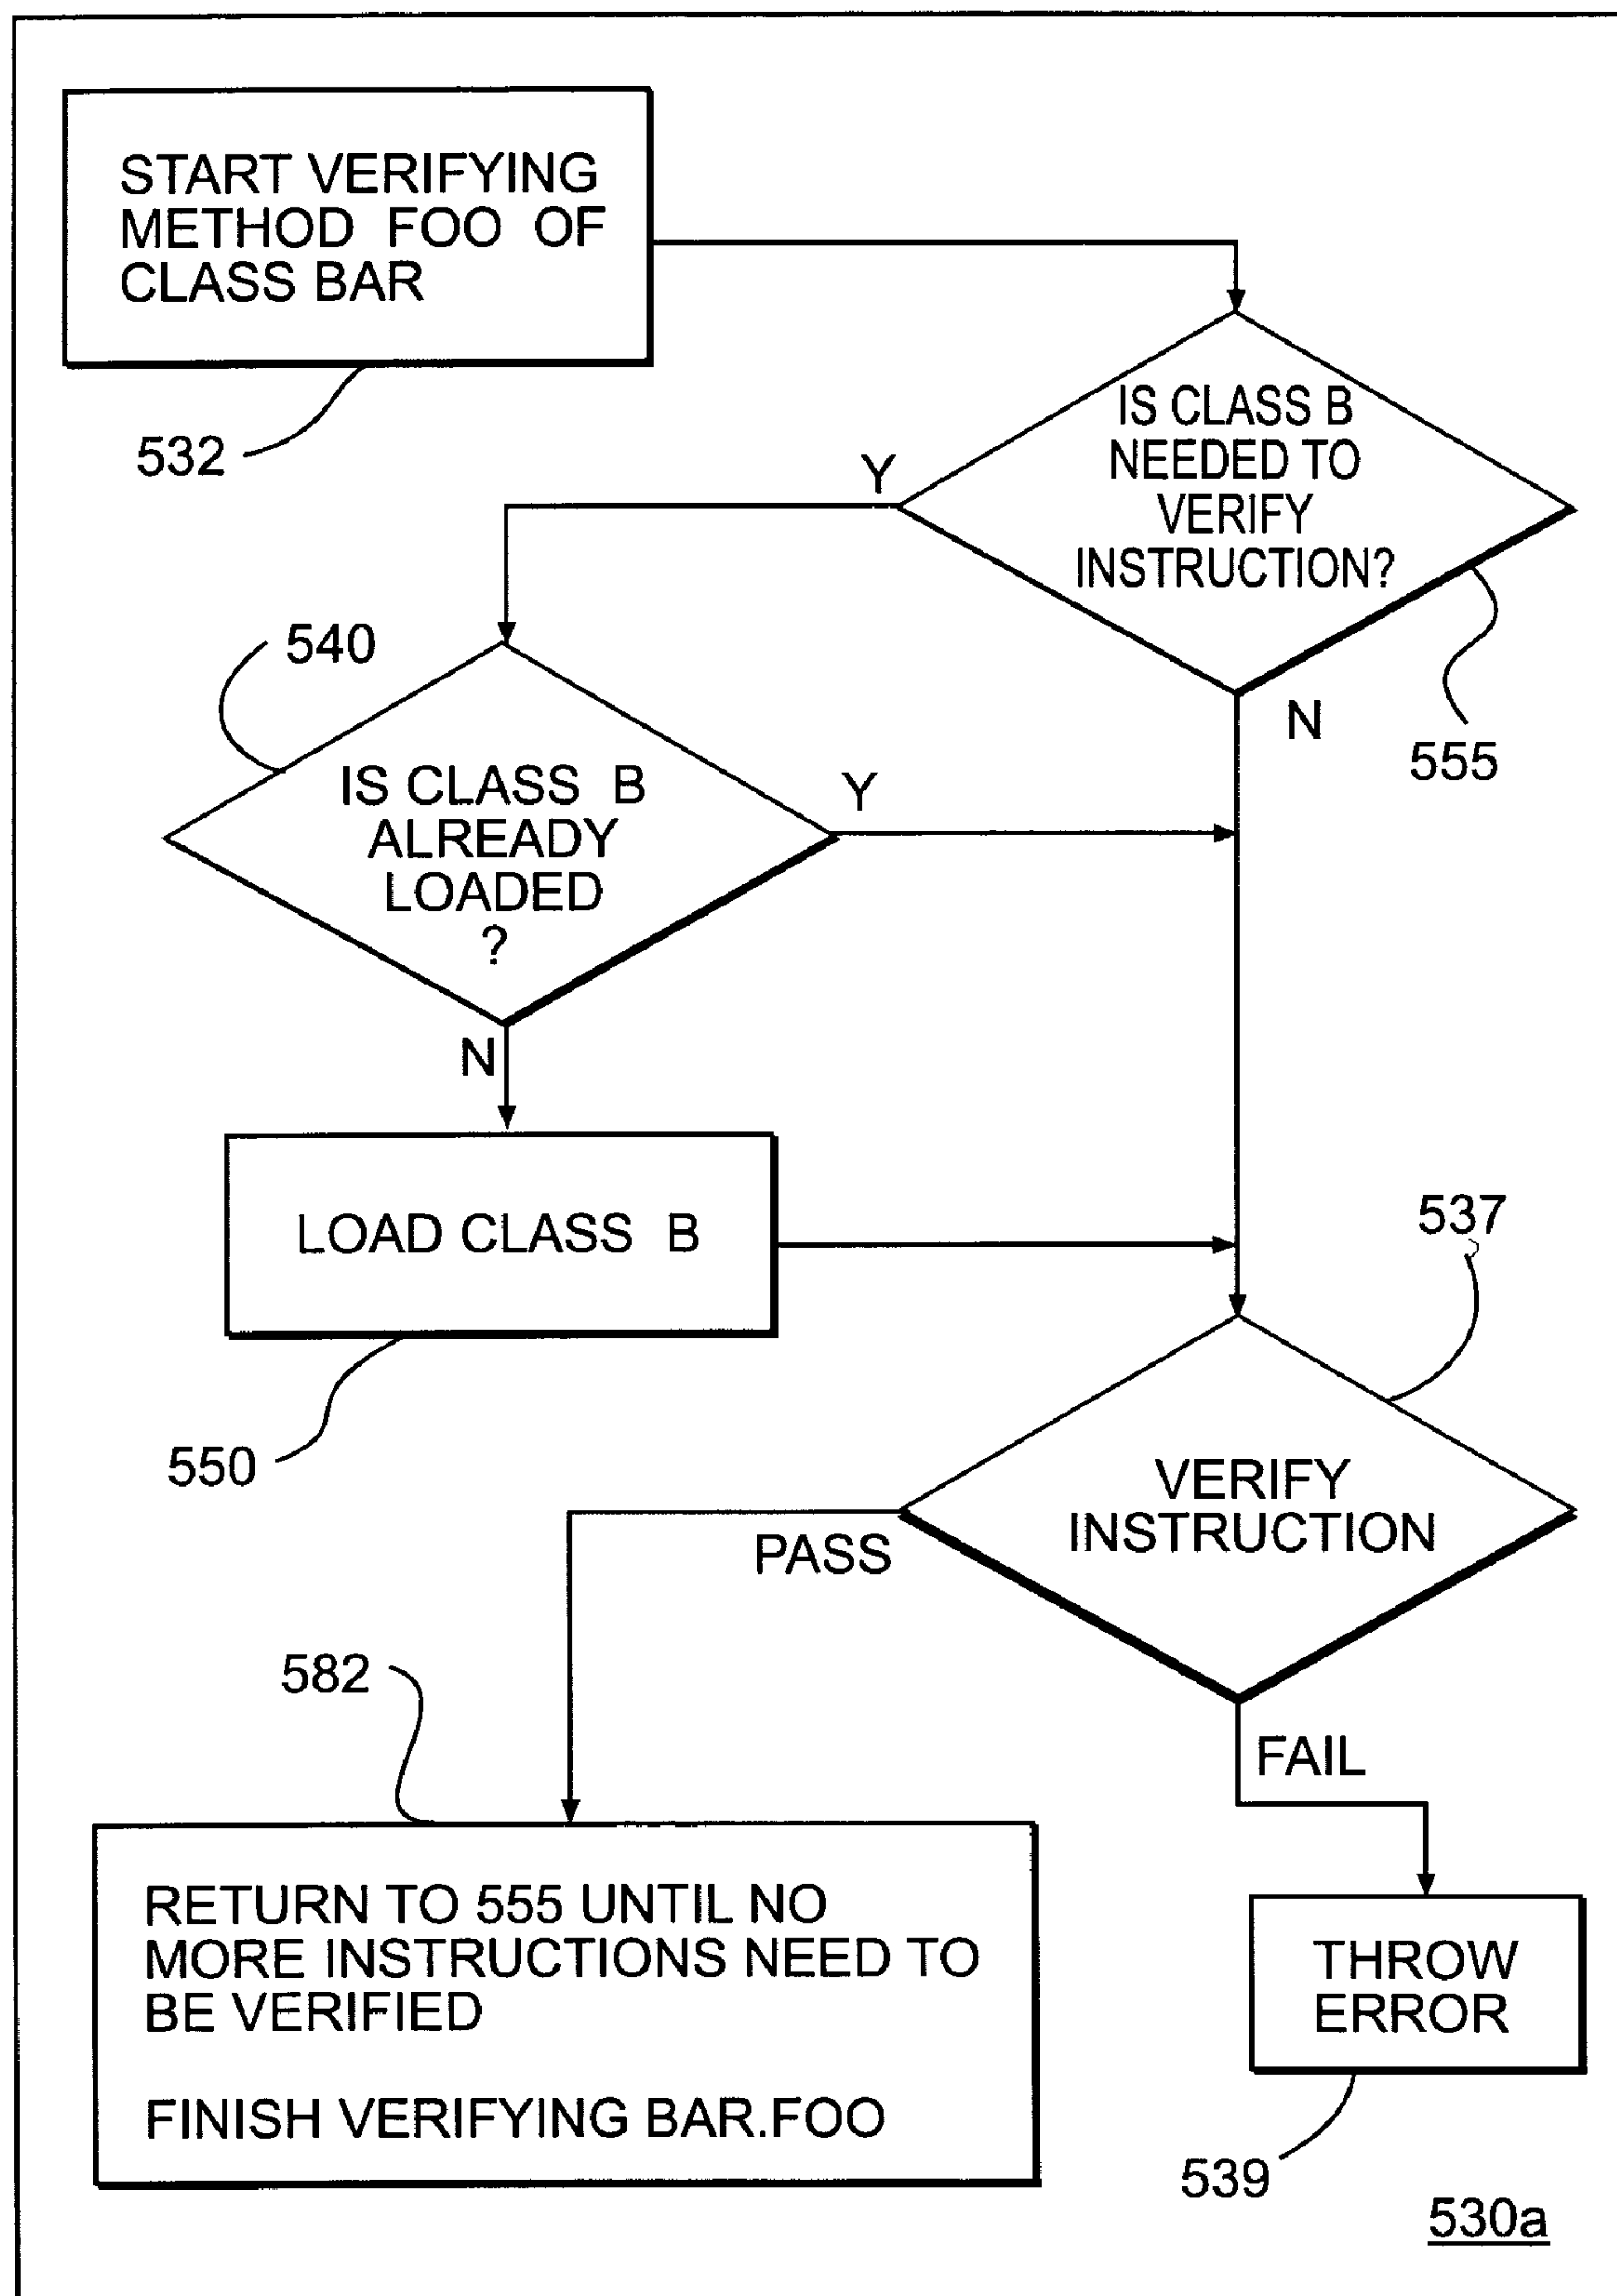 START VERIFYING
METHOD FOO OF
CLASS BAR
532
IS CLASS B
NEEDED TO
VERIFY
INSTRUCTION?
Y
N
555
540
IS CLASS B
ALREADY
LOADED
?
Y
N
LOAD CLASS B
550
537
VERIFY
INSTRUCTION
PASS
FAIL
582
RETURN TO 555 UNTIL NO
MORE INSTRUCTIONS NEED TO
BE VERIFIED
FINISH VERIFYING BAR.FOO
THROW
ERROR
539
530a